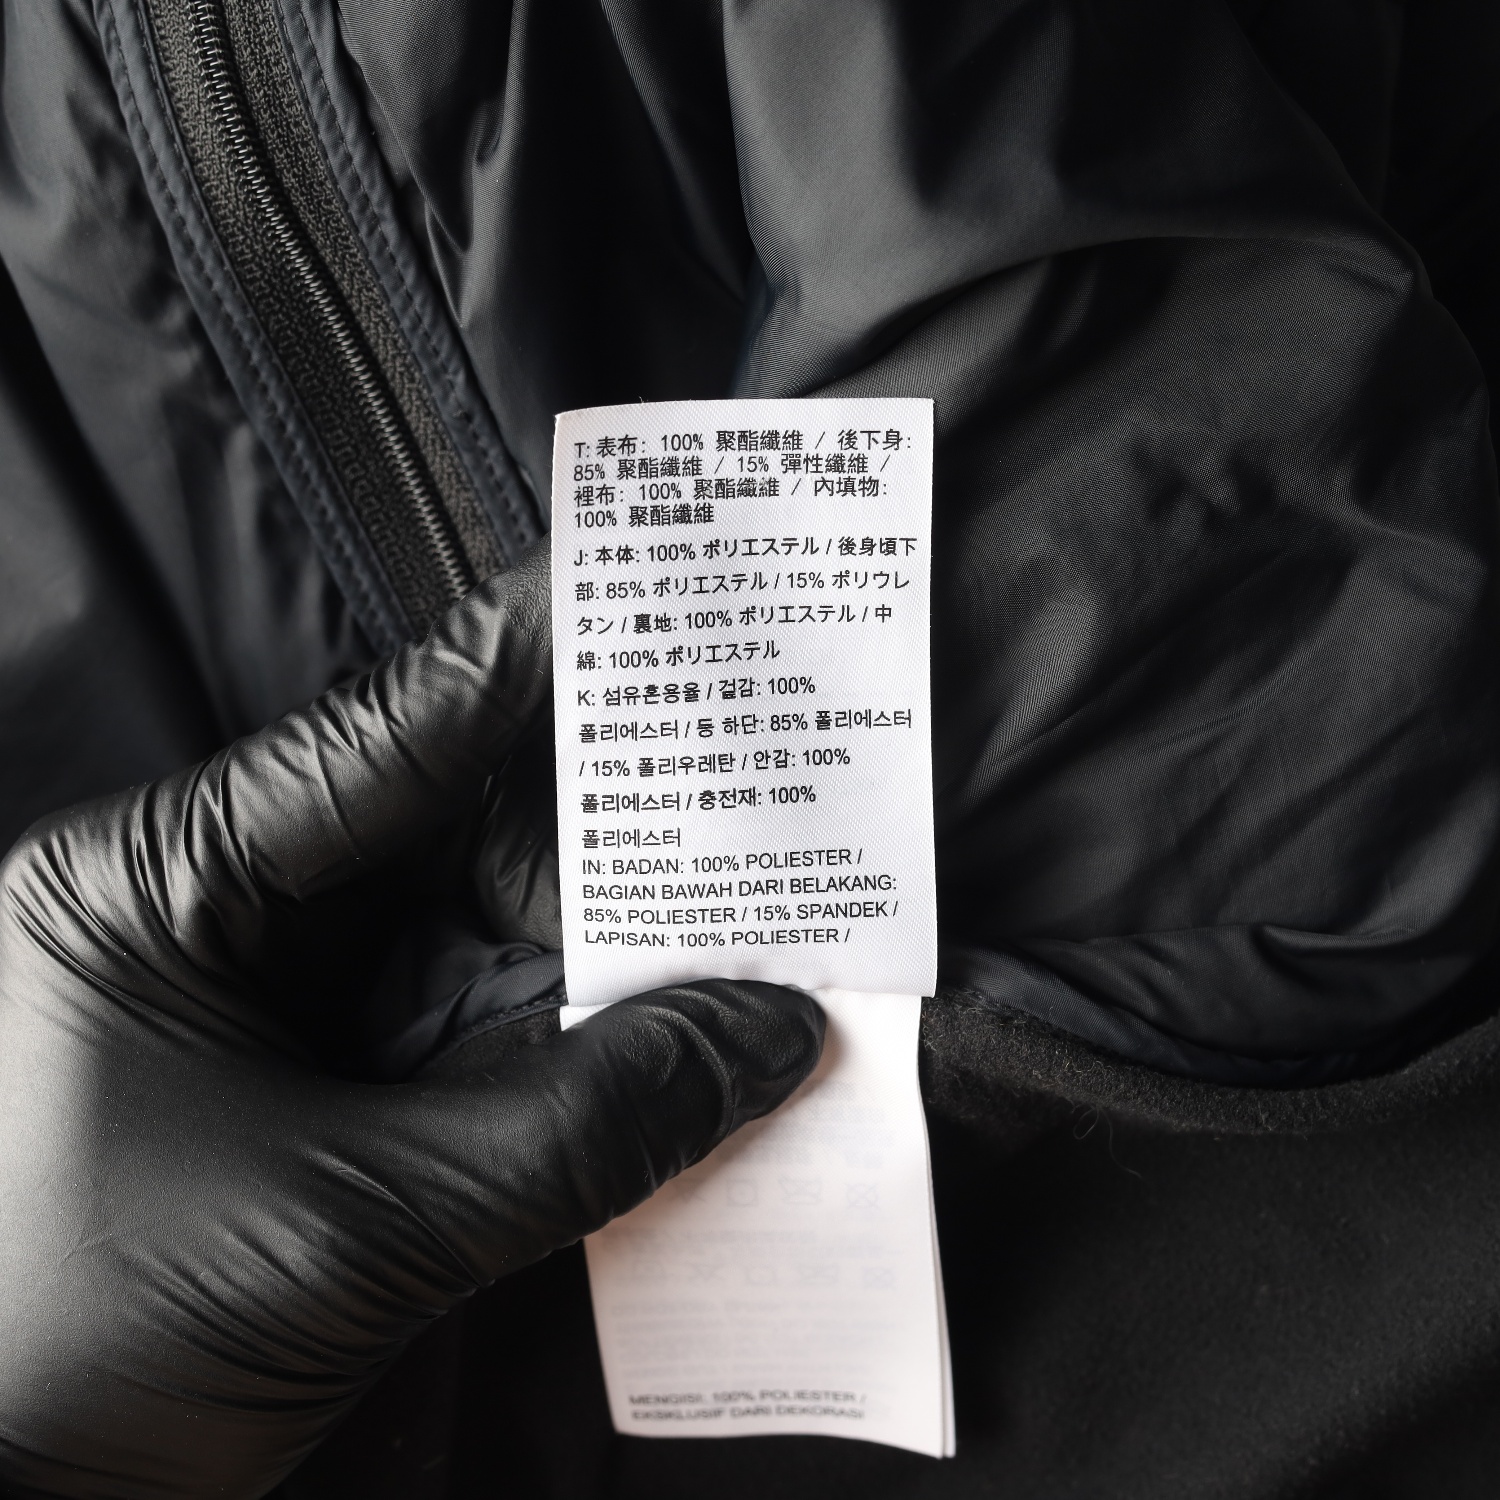 T: 表布: 100% 聚酯纖維 / 後下身:
85% 聚酯纖維 / 15% 彈性纖維 /
裡布: 100% 聚酯纖維 / 內填物:
100% 聚酯纖維
J: 本体: 100% ポリエステル / 後身頃下
部: 85% ポリエステル / 15% ポリウレ
タン / 裏地: 100% ポリエステル / 中
綿: 100% ポリエステル
K: 섬유혼용율 / 겉감: 100%
폴리에스터 / 등 하단: 85% 폴리에스터
/ 15% 폴리우레탄 / 안감: 100%
폴리에스터 / 충전재: 100%
폴리에스터
IN: BADAN: 100% POLIESTER /
BAGIAN BAWAH DARI BELAKANG:
85% POLIESTER / 15% SPANDEK /
LAPISAN: 100% POLIESTER /
MENGISI: 100% POLIESTER /
EKSKLUSIF DARI DEKORASI